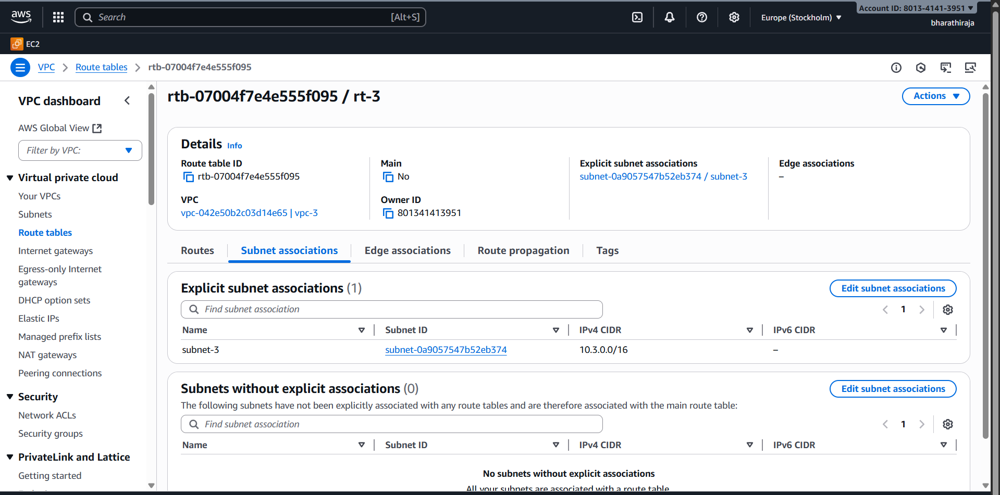 aws
Search
[Alt+S]
Europe (Stockholm)
Account ID: 8013-4141-3951
bharathiraja
EC2
VPC
Route tables
rtb-07004f7e4e555f095
VPC dashboard
AWS Global View
Filter by VPC:
Virtual private cloud
Your VPCs
Subnets
Route tables
Internet gateways
Egress-only Internet
gateways
DHCP option sets
Elastic IPs
Managed prefix lists
NAT gateways
Peering connections
Security
Network ACLs
Security groups
PrivateLink and Lattice
Getting started
rtb-07004f7e4e555f095 / rt-3
Actions
Details Info
Route table ID
rtb-07004f7e4e555f095
Main
No
Explicit subnet associations
subnet-0a9057547b52eb374 / subnet-3
Edge associations
–
VPC
vpc-042e50b2c03d14e65 | vpc-3
Owner ID
801341413951
Routes
Subnet associations
Edge associations
Route propagation
Tags
Explicit subnet associations (1)
Edit subnet associations
Find subnet association
1
Name
Subnet ID
IPv4 CIDR
IPv6 CIDR
subnet-3
subnet-0a9057547b52eb374
10.3.0.0/16
–
Subnets without explicit associations (0)
Edit subnet associations
The following subnets have not been explicitly associated with any route tables and are therefore associated with the main route table:
Find subnet association
1
Name
Subnet ID
IPv4 CIDR
IPv6 CIDR
No subnets without explicit associations
All your subnets are associated with a route table